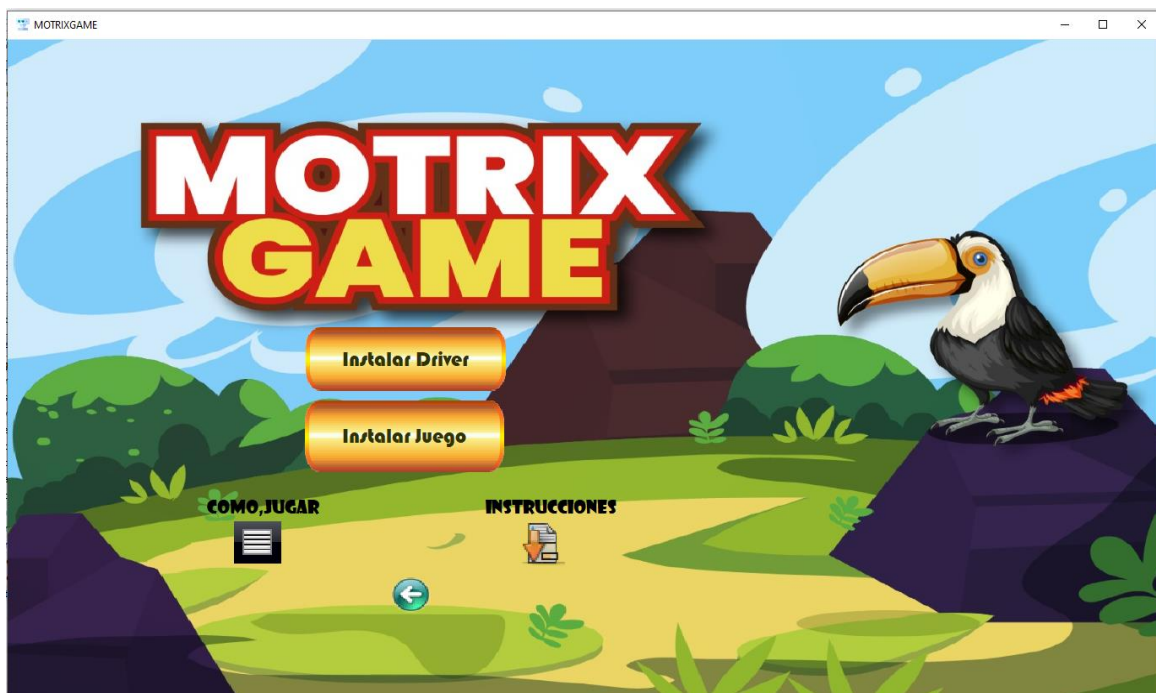 MOTRIXGAME
MOTRIX
GAME
Instalar Driver
Instalar Juego
COMO,JUGAR
INSTRUCCIONES